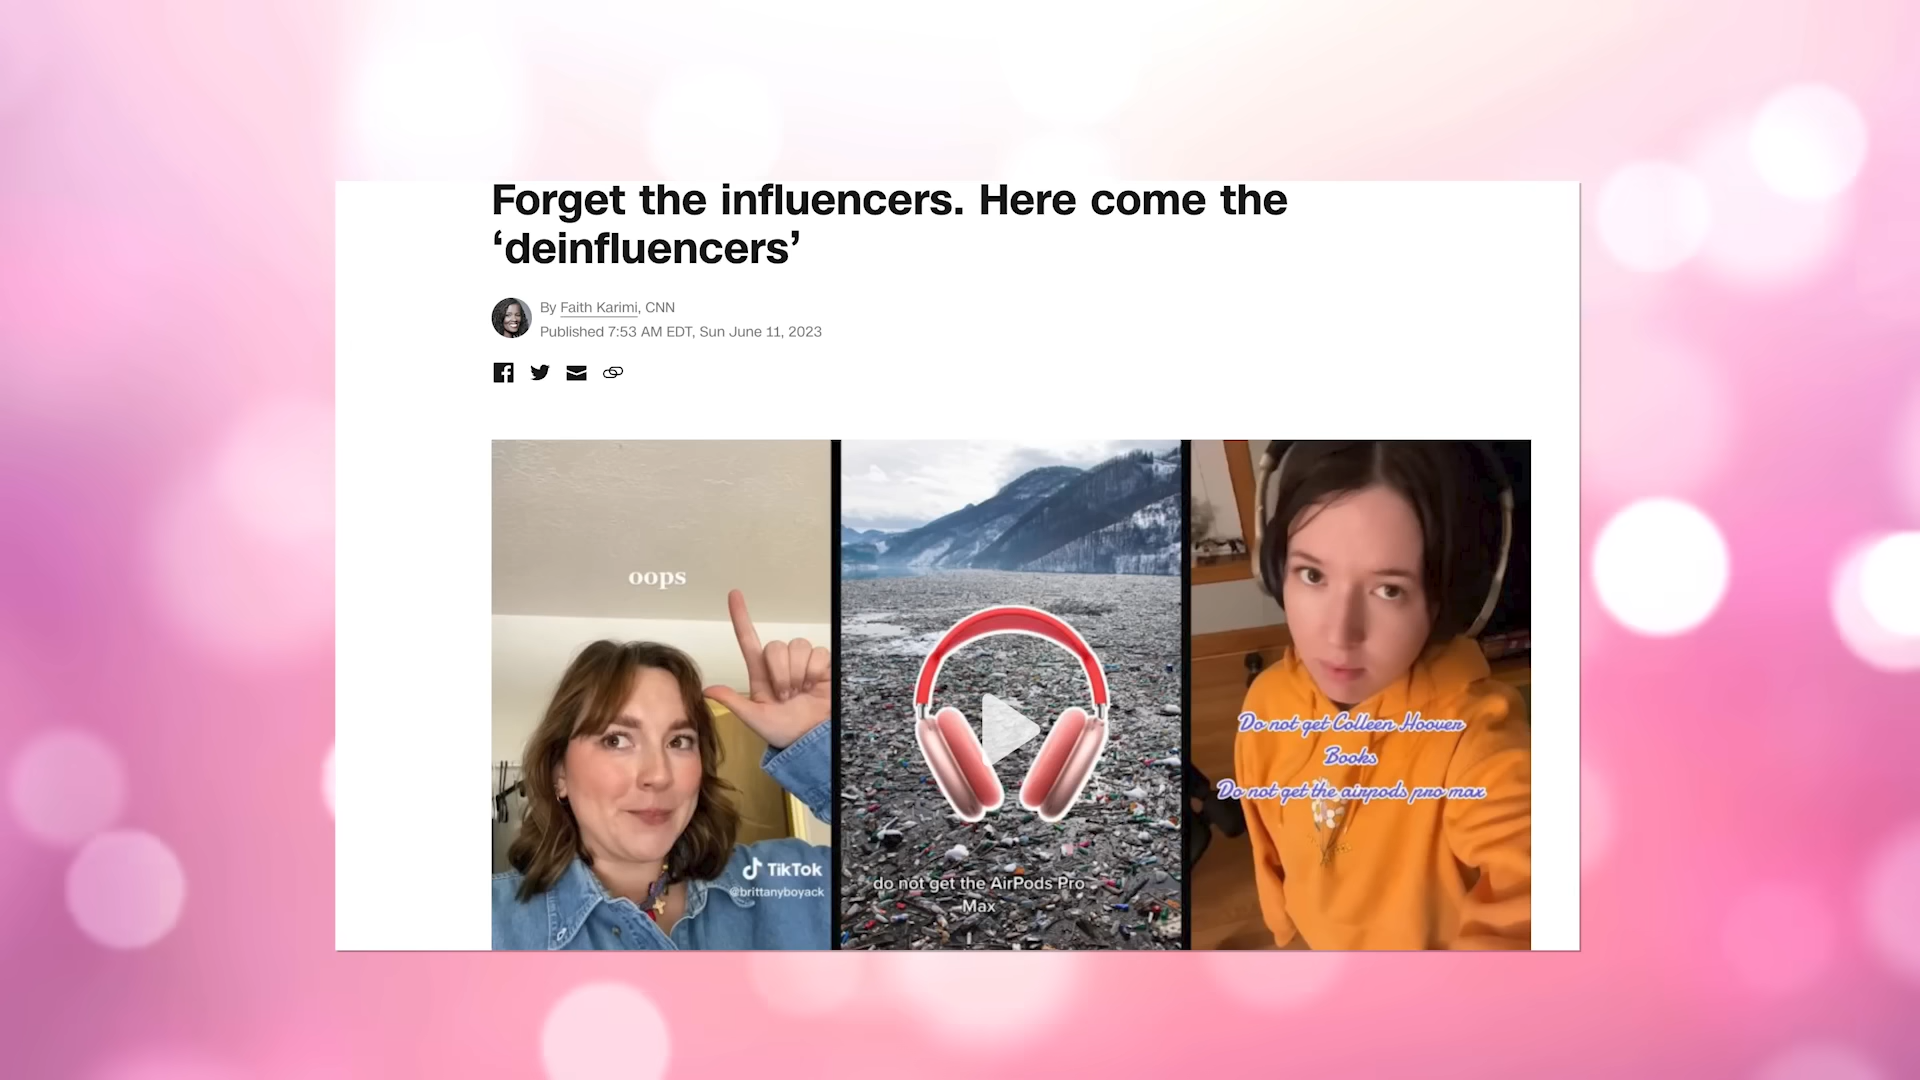 Forget the influencers. Here come the
‘deinfluencers’
By Faith Karimi, CNN
Published 7:53 AM EDT, Sun June 11, 2023
oops
TikTok
@brittanyboyack
do not get the AirPods Pro
Max
Do not get Colleen Hoover
Books
Do not get the airpods pro max